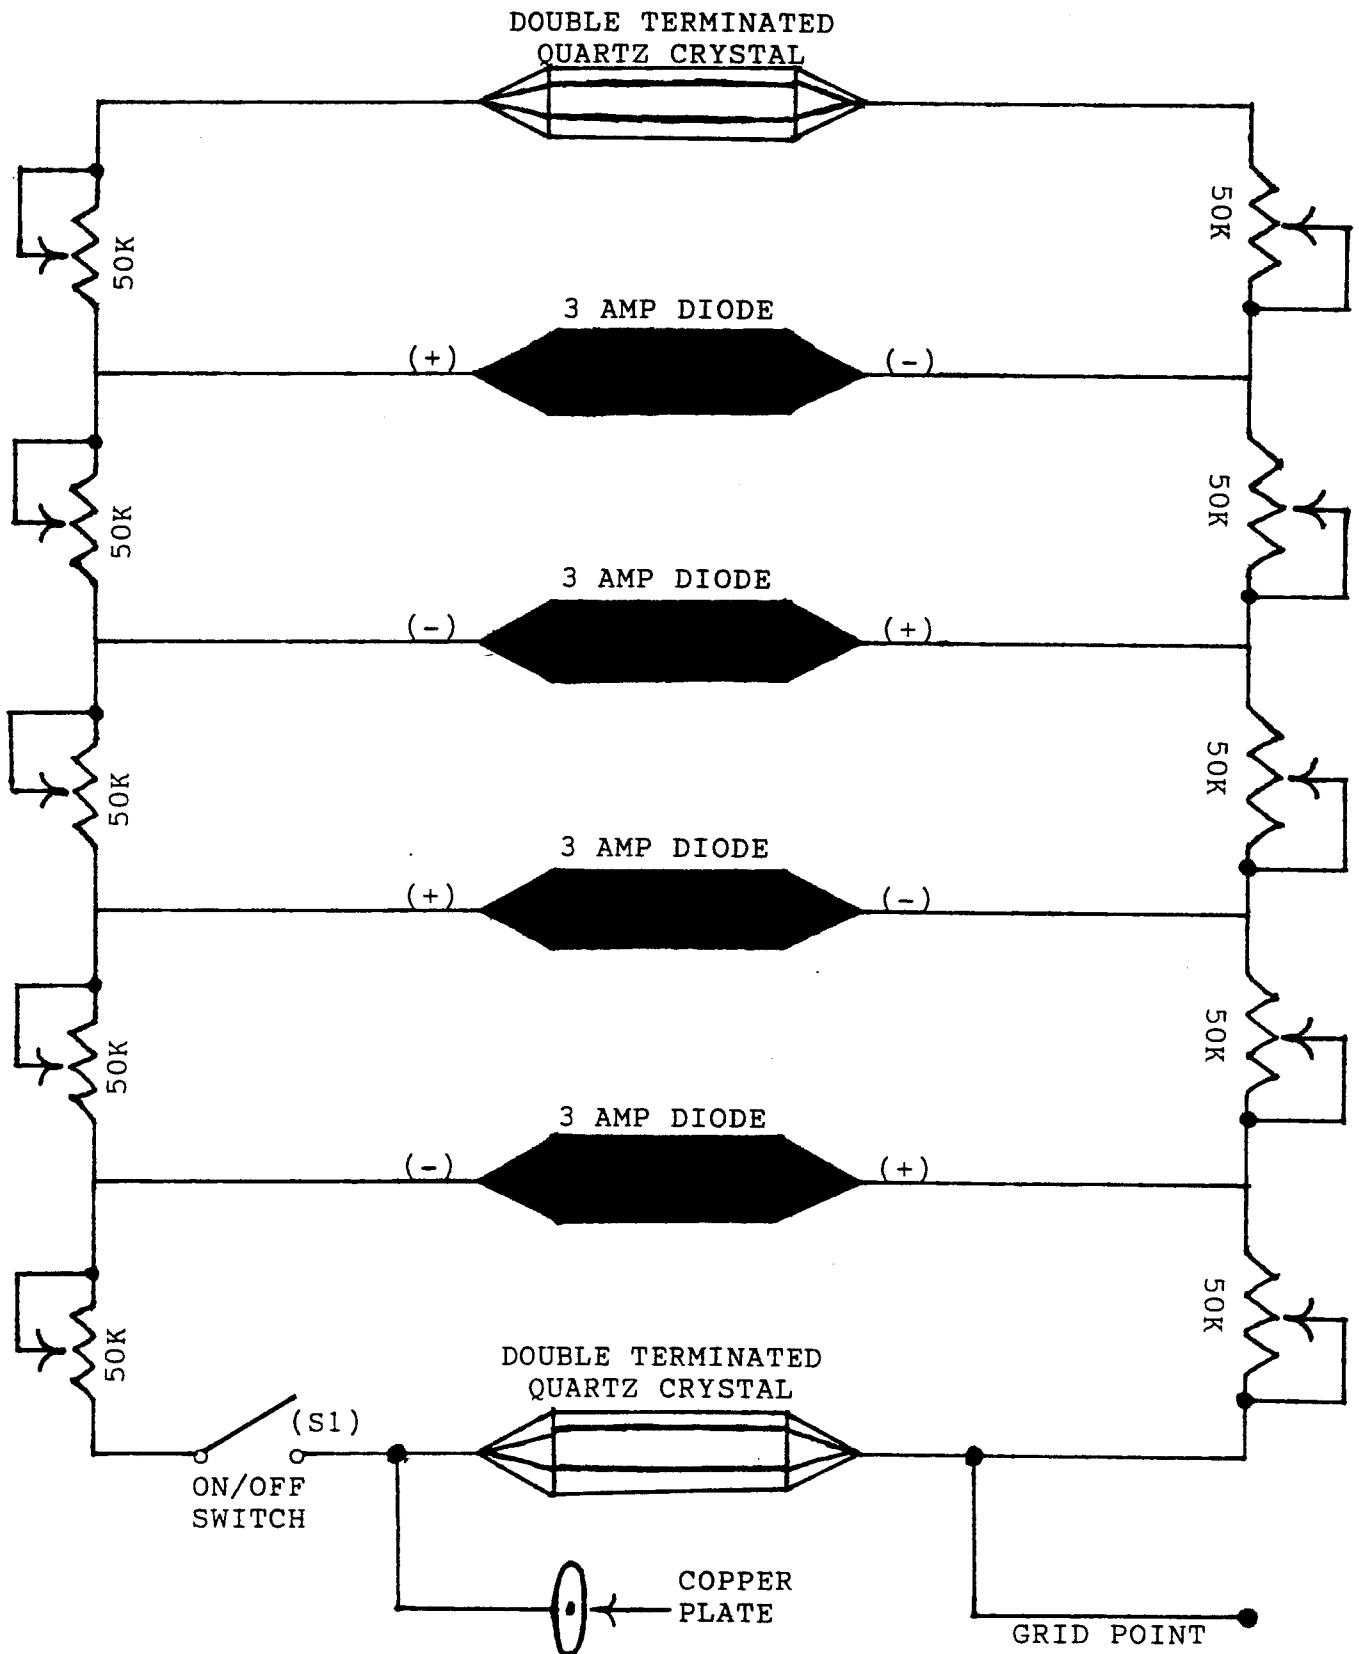 DOUBLE TERMINATED
QUARTZ CRYSTAL
50K
50K
3 AMP DIODE
(+)
(-)
50K
50K
3 AMP DIODE
(-)
(+)
50K
50K
3 AMP DIODE
(+)
(-)
50K
50K
3 AMP DIODE
(-)
(+)
50K
50K
DOUBLE TERMINATED
QUARTZ CRYSTAL
(S1)
ON/OFF
SWITCH
COPPER
PLATE
GRID POINT